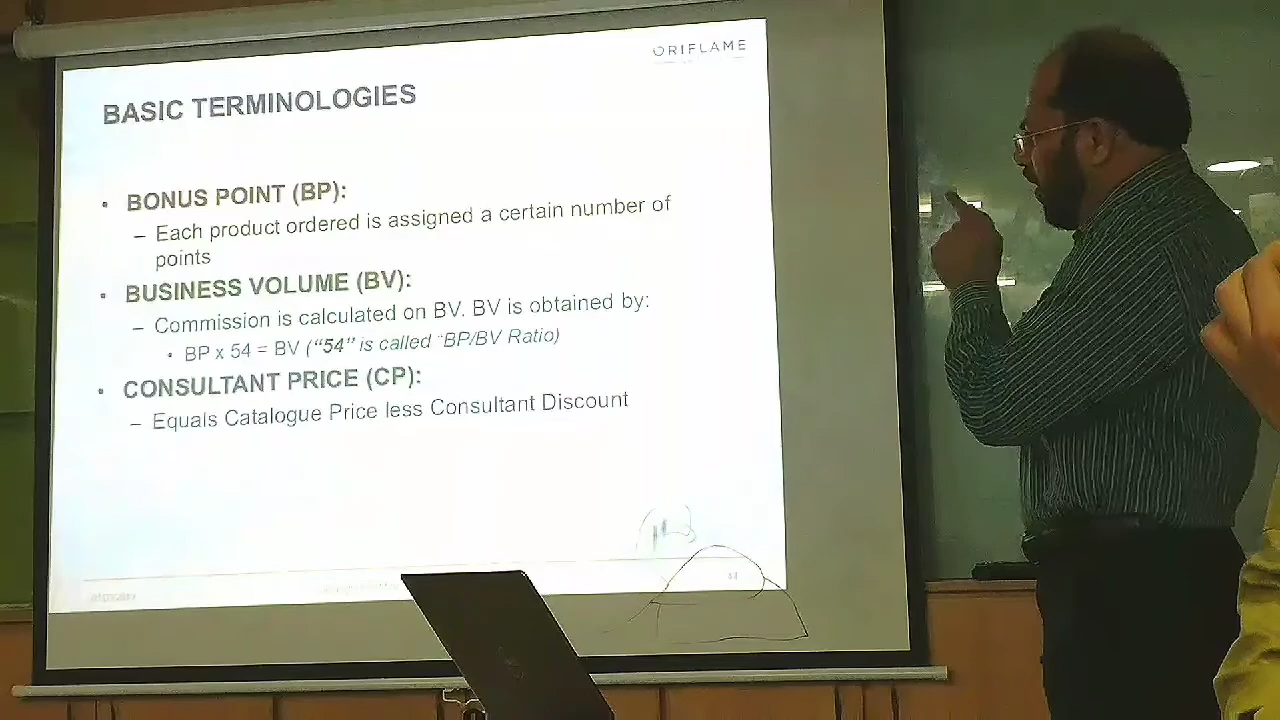 ORIFLAME
BASIC TERMINOLOGIES
• BONUS POINT (BP):
– Each product ordered is assigned a certain number of
points
• BUSINESS VOLUME (BV):
– Commission is calculated on BV. BV is obtained by:
• BP x 54 = BV (“54” is called “BP/BV Ratio)
• CONSULTANT PRICE (CP):
– Equals Catalogue Price less Consultant Discount